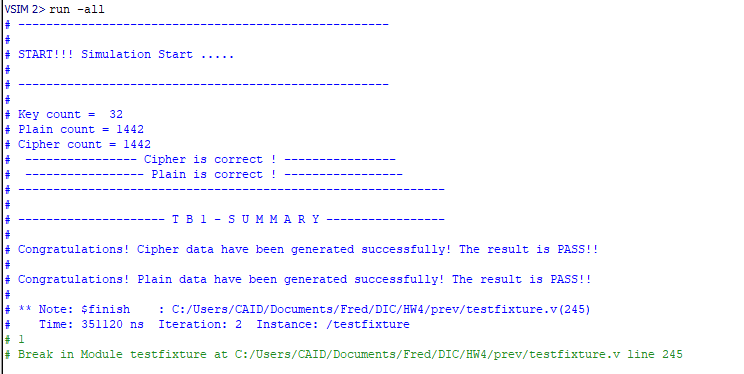 VSIM 2> run -all
# -----------------------------------------------------
#
# START!!! Simulation Start .....
#
# -----------------------------------------------------
#
# Key count =  32
# Plain count = 1442
# Cipher count = 1442
#  ---------------- Cipher is correct ! ----------------
#  ----------------- Plain is correct ! -----------------
# -------------------------------------------------------------
#
# --------------------- T B 1 - S U M M A R Y -----------------
#
# Congratulations! Cipher data have been generated successfully! The result is PASS!!
#
# Congratulations! Plain data have been generated successfully! The result is PASS!!
#
# ** Note: $finish    : C:/Users/CAID/Documents/Fred/DIC/HW4/prev/testfixture.v(245)
#    Time: 351120 ns  Iteration: 2  Instance: /testfixture
# 1
# Break in Module testfixture at C:/Users/CAID/Documents/Fred/DIC/HW4/prev/testfixture.v line 245